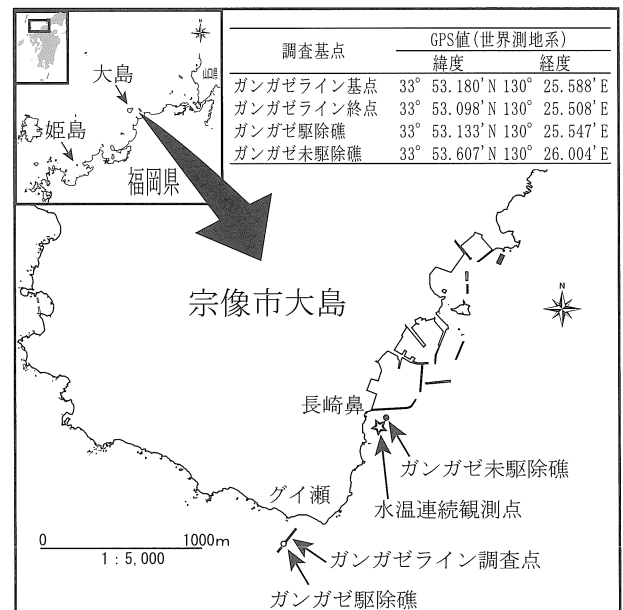 調査基点 GPS値(世界測地系)
緯度 経度
ガンガゼライン基点 33° 53.180'N 130° 25.588'E
ガンガゼライン終点 33° 53.098'N 130° 25.508'E
ガンガゼ駆除礁 33° 53.133'N 130° 25.547'E
ガンガゼ未駆除礁 33° 53.607'N 130° 26.004'E
N
大島
姫島
福岡県
宗像市大島
N
長崎鼻
ガンガゼ未駆除礁
グイ瀬
水温連続観測点
0 1000m
1：5,000
ガンガゼライン調査点
ガンガゼ駆除礁